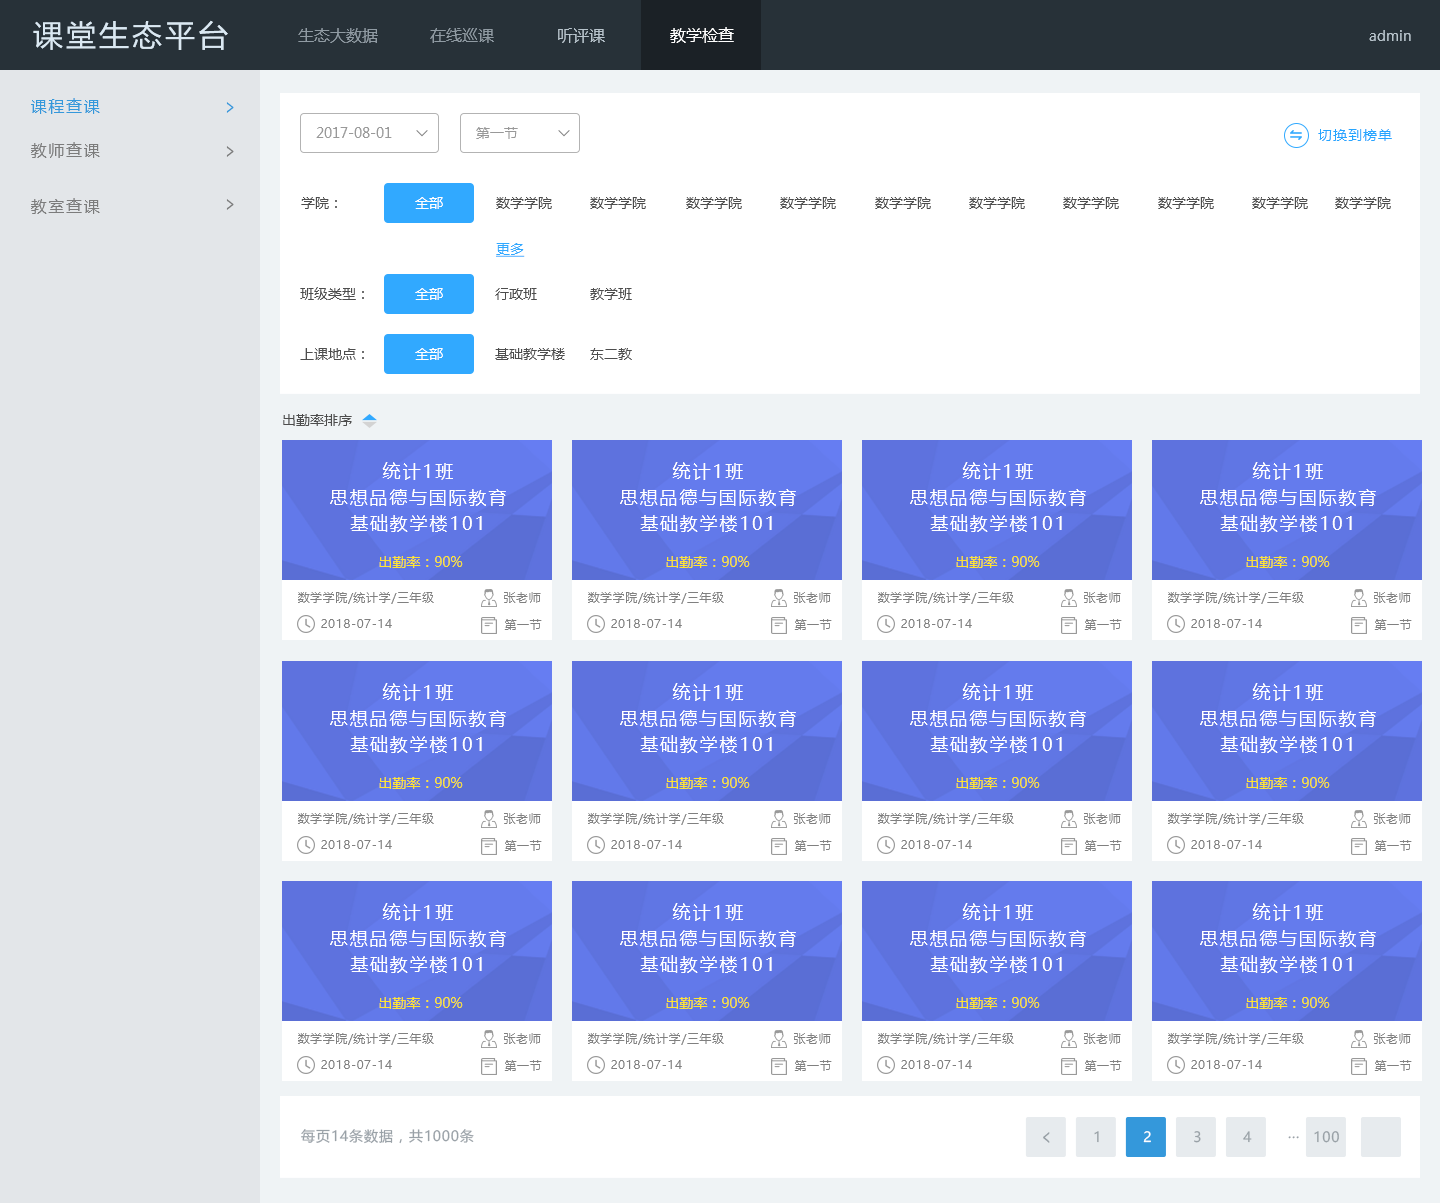 课堂生态平台 生态大数据 在线巡课 听评课 教学检查 admin
课程查课
教师查课
教室查课
2017-08-01 第一节 切换到榜单
学院： 全部 数学学院 数学学院 数学学院 数学学院 数学学院 数学学院 数学学院 数学学院 数学学院 数学学院
更多
班级类型： 全部 行政班 教学班
上课地点： 全部 基础教学楼 东二教
出勤率排序
统计1班 统计1班 统计1班 统计1班
思想品德与国际教育 思想品德与国际教育 思想品德与国际教育 思想品德与国际教育
基础教学楼101 基础教学楼101 基础教学楼101 基础教学楼101
出勤率：90% 出勤率：90% 出勤率：90% 出勤率：90%
数学学院/统计学/三年级 张老师 数学学院/统计学/三年级 张老师 数学学院/统计学/三年级 张老师 数学学院/统计学/三年级 张老师
2018-07-14 第一节 2018-07-14 第一节 2018-07-14 第一节 2018-07-14 第一节
统计1班 统计1班 统计1班 统计1班
思想品德与国际教育 思想品德与国际教育 思想品德与国际教育 思想品德与国际教育
基础教学楼101 基础教学楼101 基础教学楼101 基础教学楼101
出勤率：90% 出勤率：90% 出勤率：90% 出勤率：90%
数学学院/统计学/三年级 张老师 数学学院/统计学/三年级 张老师 数学学院/统计学/三年级 张老师 数学学院/统计学/三年级 张老师
2018-07-14 第一节 2018-07-14 第一节 2018-07-14 第一节 2018-07-14 第一节
统计1班 统计1班 统计1班 统计1班
思想品德与国际教育 思想品德与国际教育 思想品德与国际教育 思想品德与国际教育
基础教学楼101 基础教学楼101 基础教学楼101 基础教学楼101
出勤率：90% 出勤率：90% 出勤率：90% 出勤率：90%
数学学院/统计学/三年级 张老师 数学学院/统计学/三年级 张老师 数学学院/统计学/三年级 张老师 数学学院/统计学/三年级 张老师
2018-07-14 第一节 2018-07-14 第一节 2018-07-14 第一节 2018-07-14 第一节
每页14条数据，共1000条 < 1 2 3 4 ··· 100